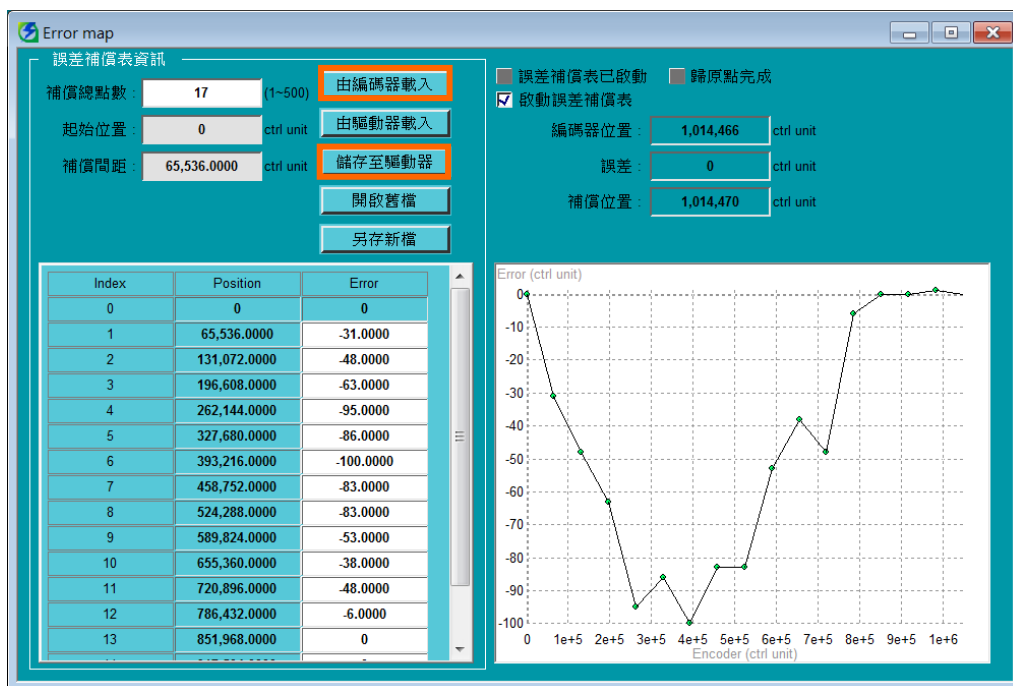 Error map
誤差補償表資訊
補償總點數 : 17 (1~500) 由編碼器載入
起始位置 : 0 ctrl unit 由驅動器載入
補償間距 : 65,536.0000 ctrl unit 儲存至驅動器
開啟舊檔
另存新檔
誤差補償表已啟動 歸原點完成
啟動誤差補償表
編碼器位置 : 1,014,466 ctrl unit
誤差 : 0 ctrl unit
補償位置 : 1,014,470 ctrl unit
Index Position Error
0 0 0
1 65,536.0000 -31.0000
2 131,072.0000 -48.0000
3 196,608.0000 -63.0000
4 262,144.0000 -95.0000
5 327,680.0000 -86.0000
6 393,216.0000 -100.0000
7 458,752.0000 -83.0000
8 524,288.0000 -83.0000
9 589,824.0000 -53.0000
10 655,360.0000 -38.0000
11 720,896.0000 -48.0000
12 786,432.0000 -6.0000
13 851,968.0000 0
Error (ctrl unit)
0
-10
-20
-30
-40
-50
-60
-70
-80
-90
-100
0 1e+5 2e+5 3e+5 4e+5 5e+5 6e+5 7e+5 8e+5 9e+5 1e+6
Encoder (ctrl unit)